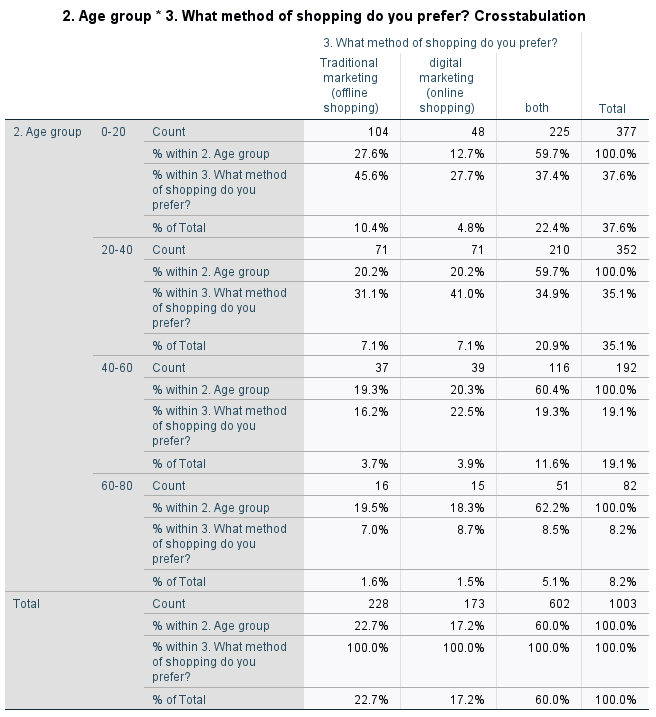 2. Age group * 3. What method of shopping do you prefer? Crosstabulation
3. What method of shopping do you prefer?
Traditional marketing (offline shopping) digital marketing (online shopping) both Total
2. Age group 0-20 Count 104 48 225 377
% within 2. Age group 27.6% 12.7% 59.7% 100.0%
% within 3. What method of shopping do you prefer? 45.6% 27.7% 37.4% 37.6%
% of Total 10.4% 4.8% 22.4% 37.6%
20-40 Count 71 71 210 352
% within 2. Age group 20.2% 20.2% 59.7% 100.0%
% within 3. What method of shopping do you prefer? 31.1% 41.0% 34.9% 35.1%
% of Total 7.1% 7.1% 20.9% 35.1%
40-60 Count 37 39 116 192
% within 2. Age group 19.3% 20.3% 60.4% 100.0%
% within 3. What method of shopping do you prefer? 16.2% 22.5% 19.3% 19.1%
% of Total 3.7% 3.9% 11.6% 19.1%
60-80 Count 16 15 51 82
% within 2. Age group 19.5% 18.3% 62.2% 100.0%
% within 3. What method of shopping do you prefer? 7.0% 8.7% 8.5% 8.2%
% of Total 1.6% 1.5% 5.1% 8.2%
Total Count 228 173 602 1003
% within 2. Age group 22.7% 17.2% 60.0% 100.0%
% within 3. What method of shopping do you prefer? 100.0% 100.0% 100.0% 100.0%
% of Total 22.7% 17.2% 60.0% 100.0%